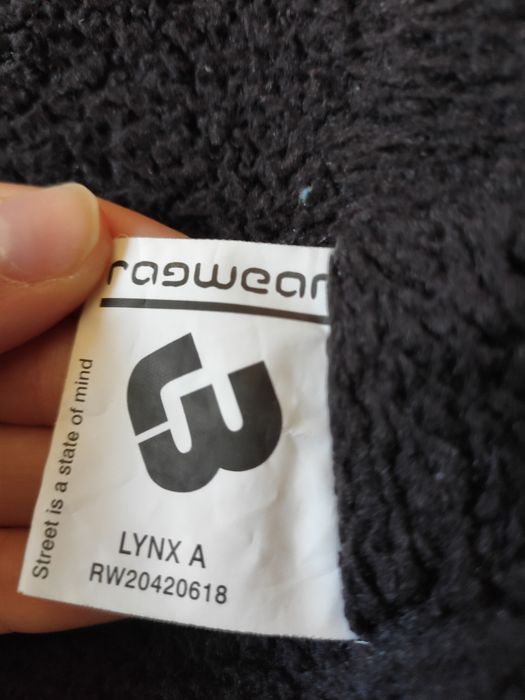 ragwear
Street is a state of mind
LYNX A
RW20420618